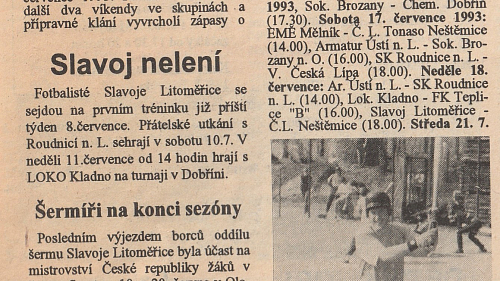 další dva víkendy ve skupinách a
přípravné klání vyvrcholí zápasy o
Slavoj nelení
Fotbalisté Slavoje Litoměřice se
sejdou na prvním tréninku již příští
týden 8.července. Přátelské utkání s
Roudnicí n. L. sehrají v sobotu 10.7. V
neděli 11.července od 14 hodin hrají s
LOKO Kladno na turnaji v Dobříni.
Šermíři na konci sezóny
Posledním výjezdem borců oddílu
šermu Slavoje Litoměřice byla účast na
mistrovství České republiky žáků v
1993, Sok. Brozany - Chem. Dobříň
(17.30). Sobota 17. července 1993:
EMĚ Mělník - Č.L. Tonaso Neštěmice
(14.00), Armatur Ústí n. L. - Sok. Bro-
zany n. O. (16.00), SK Roudnice n. L. -
V. Česká Lípa (18.00). Neděle 18.
července: Ar. Ústí n. L. - SK Roudnice
n. L. (14.00), Lok. Kladno - FK Tepli-
ce "B" (16.00), Slavoj Litoměřice -
Č.L. Neštěmice (18.00). Středa 21. 7.